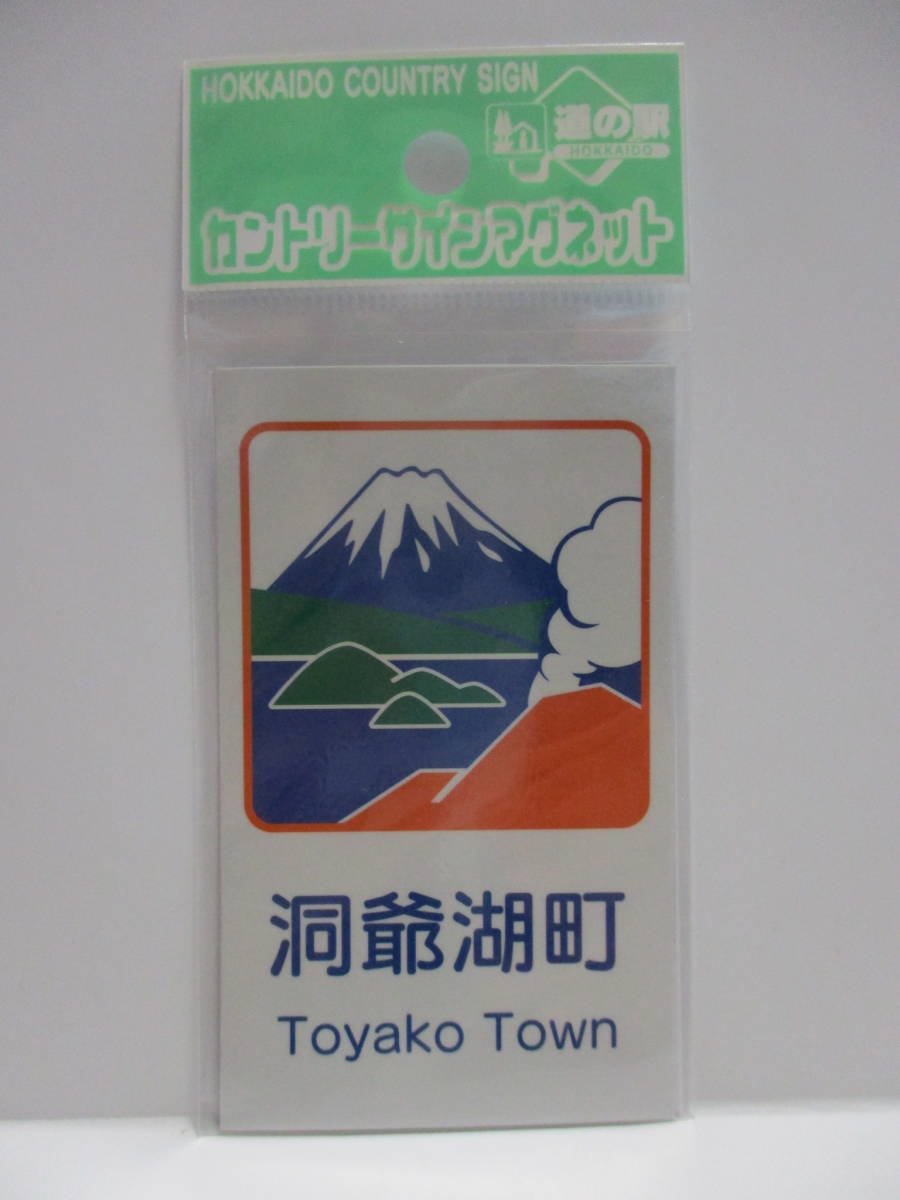 HOKKAIDO COUNTRY SIGN
道の駅
HOKKAIDO
カントリーサインマグネット
洞爺湖町
Toyako Town